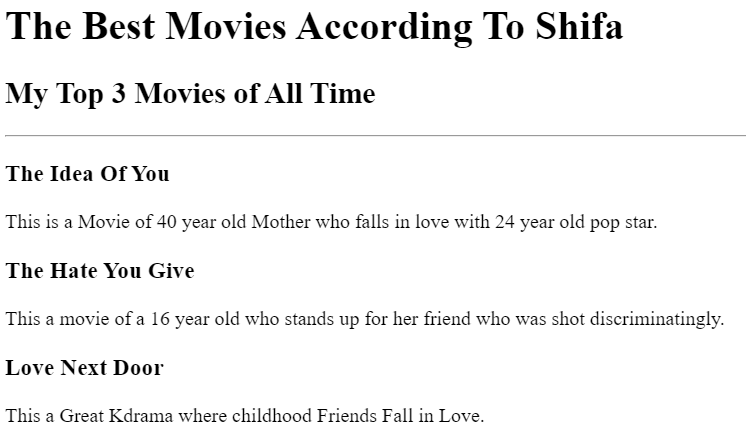 The Best Movies According To Shifa
My Top 3 Movies of All Time
The Idea Of You
This is a Movie of 40 year old Mother who falls in love with 24 year old pop star.
The Hate You Give
This a movie of a 16 year old who stands up for her friend who was shot discriminatingly.
Love Next Door
This a Great Kdrama where childhood Friends Fall in Love.